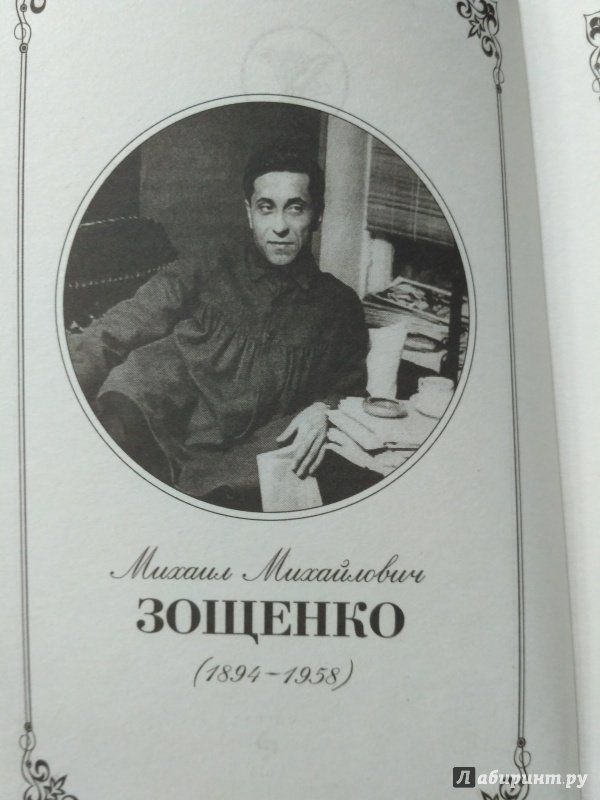 Михаил Михайлович
ЗОЩЕНКО
(1894–1958)
Лабиринт.ру